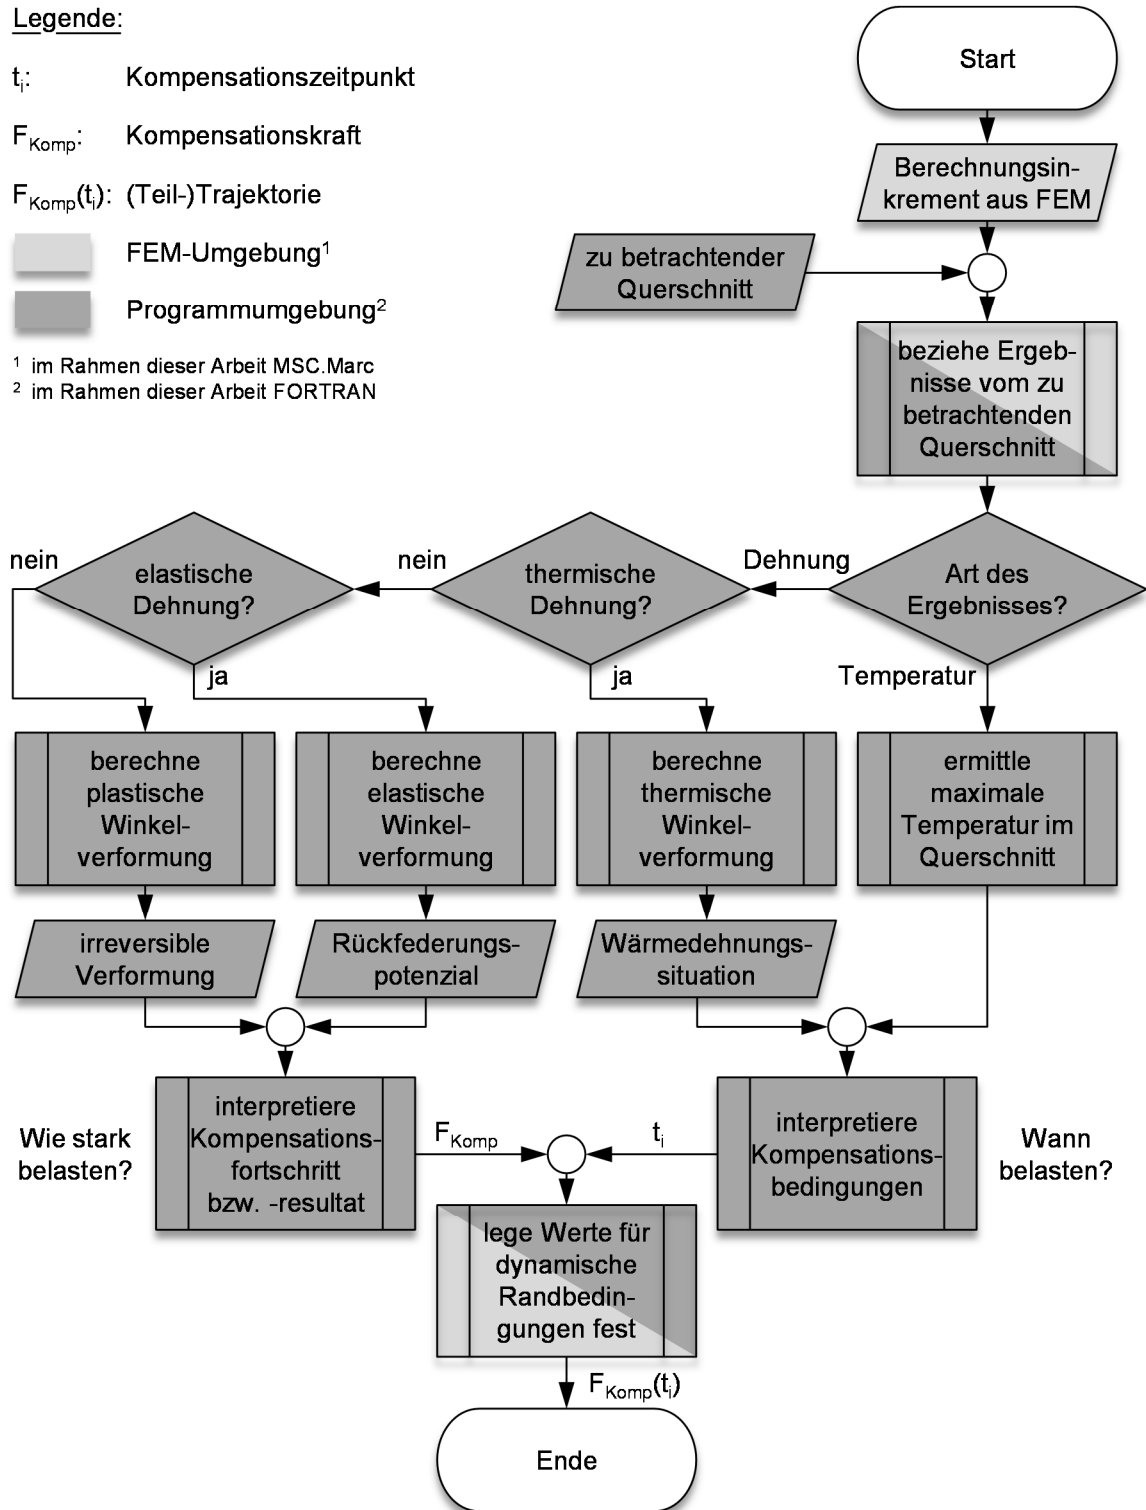 Legende:
tᵢ: Kompensationszeitpunkt
F_Komp: Kompensationskraft
F_Komp(tᵢ): (Teil-)Trajektorie
FEM-Umgebung¹
Programmumgebung²
¹ im Rahmen dieser Arbeit MSC.Marc
² im Rahmen dieser Arbeit FORTRAN
Start
Berechnungsin-
krement aus FEM
zu betrachtender
Querschnitt
beziehe Ergeb-
nisse vom zu
betrachtenden
Querschnitt
Art des
Ergebnisses?
Dehnung
Temperatur
thermische
Dehnung?
nein
ja
elastische
Dehnung?
nein
ja
berechne
plastische
Winkel-
verformung
berechne
elastische
Winkel-
verformung
berechne
thermische
Winkel-
verformung
ermittle
maximale
Temperatur im
Querschnitt
irreversible
Verformung
Rückfederungs-
potenzial
Wärmedehnungs-
situation
Wie stark
belasten?
interpretiere
Kompensations-
fortschritt
bzw. -resultat
F_Komp
tᵢ
interpretiere
Kompensations-
bedingungen
Wann
belasten?
lege Werte für
dynamische
Randbedin-
gungen fest
F_Komp(tᵢ)
Ende